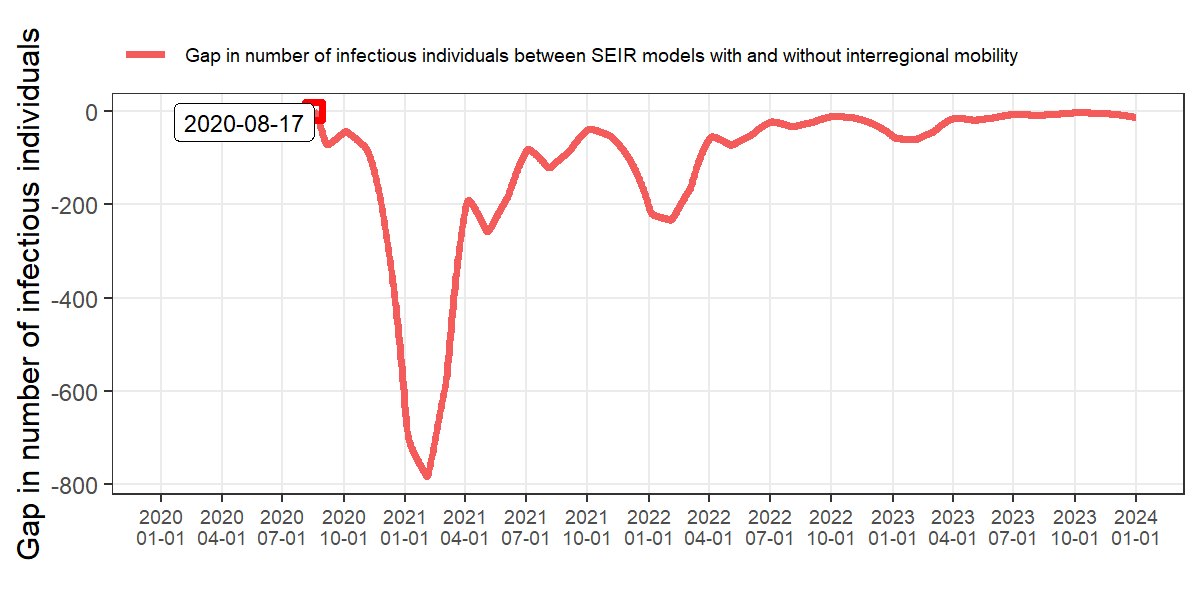 Gap in number of infectious individuals between SEIR models with and without interregional mobility
Gap in number of infectious individuals
0
-200
-400
-600
-800
2020-08-17
2020 2020 2020 2020 2021 2021 2021 2021 2022 2022 2022 2022 2023 2023 2023 2023 2024
01-01 04-01 07-01 10-01 01-01 04-01 07-01 10-01 01-01 04-01 07-01 10-01 01-01 04-01 07-01 10-01 01-01